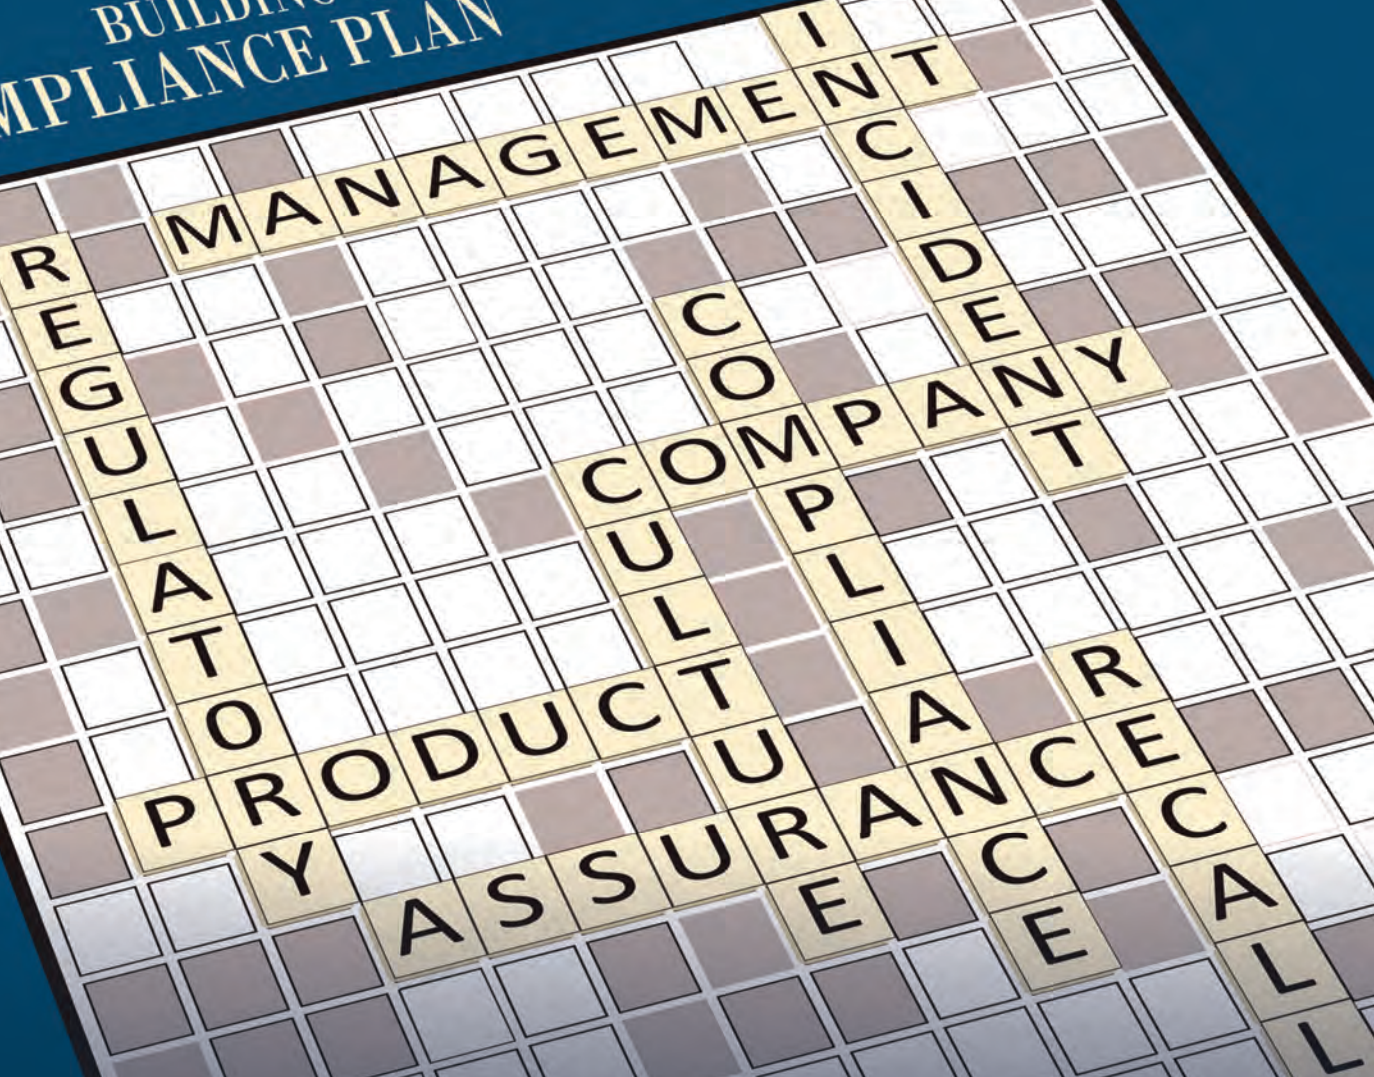 BUILDING
MPLIANCE PLAN
INCIDENT
MANAGEMENT
REGULATORY
COMPLIANCE
COMPANY
CULTURE
PRODUCT
RECALL
ASSURANCE